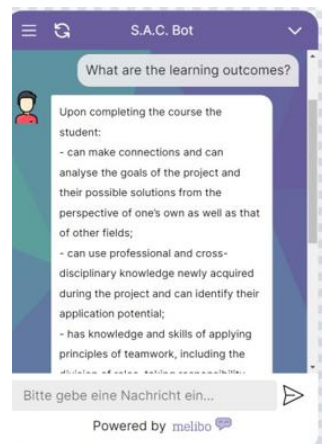 S.A.C. Bot
What are the learning outcomes?
Upon completing the course the
student:
- can make connections and can
analyse the goals of the project and
their possible solutions from the
perspective of one's own as well as that
of other fields;
- can use professional and cross-
disciplinary knowledge newly acquired
during the project and can identify their
application potential;
- has knowledge and skills of applying
principles of teamwork, including the
Bitte gebe eine Nachricht ein...
Powered by melibo